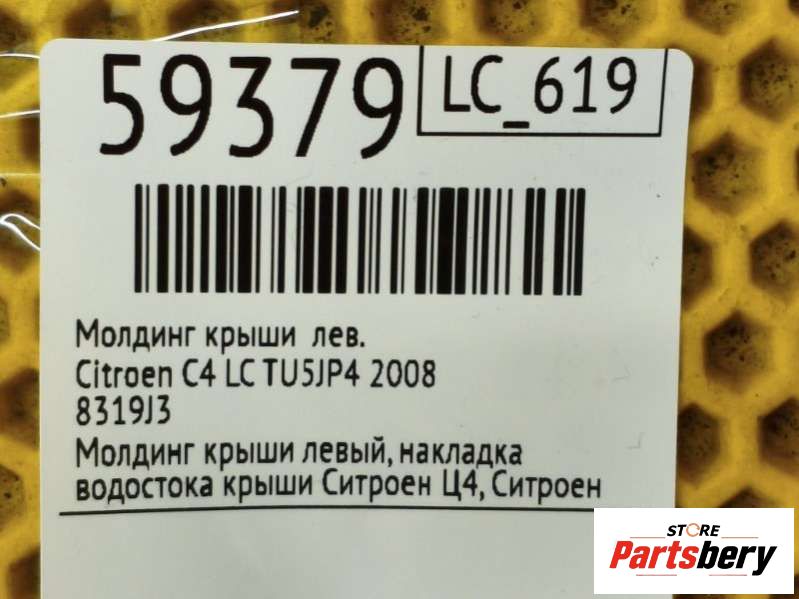 59379
LC_619
Молдинг крыши лев.
Citroen C4 LC TU5JP4 2008
8319J3
Молдинг крыши левый, накладка
водостока крыши Ситроен Ц4, Ситроен
STORE
Partsbery